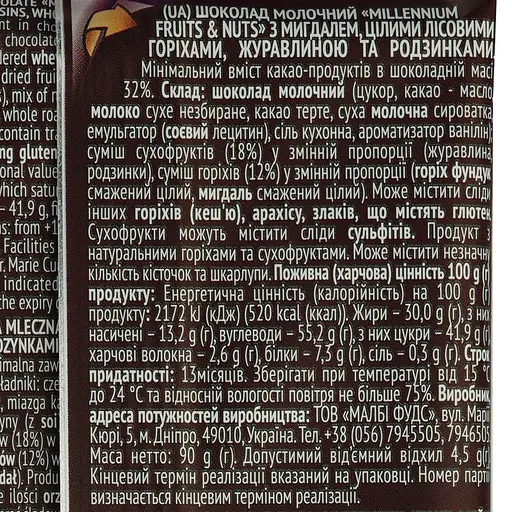 (UA) ШОКОЛАД МОЛОЧНИЙ «MILLENNIUM
FRUITS & NUTS» З МИГДАЛЕМ, ЦІЛИМИ ЛІСОВИМИ
ГОРІХАМИ, ЖУРАВЛИНОЮ ТА РОДЗИНКАМИ
Мінімальний вміст какао-продуктів в шоколадній масі
32%. Склад: шоколад молочний (цукор, какао - масло,
молоко сухе незбиране, какао терте, суха молочна сироватка,
емульгатор (соєвий лецитин), сіль кухонна, ароматизатор ванілін),
суміш сухофруктів (18%) у змінній пропорції (журавлина,
родзинки), суміш горіхів (12%) у змінній пропорції (горіх фундук
смажений цілий, мигдаль смажений цілий). Може містити сліди
інших горіхів (кеш'ю), арахісу, злаків, що містять глютен.
Сухофрукти можуть містити сліди сульфітів. Продукт з
натуральними горіхами та сухофруктами. Може містити незначну
кількість кісточок та шкарлупи. Поживна (харчова) цінність 100 g (г)
продукту: Енергетична цінність (калорійність) на 100 g (г)
продукту: 2172 kJ (кДж) (520 kcal (ккал)). Жири – 30,0 g (г), з них
насичені – 13,2 g (г), вуглеводи – 55,2 g (г), з них цукри – 41,9 g (г),
харчові волокна – 2,6 g (г), білки – 7,3 g (г), сіль – 0,3 g (г). Строк
придатності: 13місяців. Зберігати при температурі від 15 °С
до 24 °С та відносній вологості повітря не більше 75%. Виробник,
адреса потужностей виробництва: ТОВ «МАЛБІ ФУДС», вул. Марії
Кюрі, 5, м. Дніпро, 49010, Україна. Тел. +38 (056) 7945505, 7946505
Маса нетто: 90 g (г). Допустимий від'ємний відхил 4,5 g(г)
Кінцевий термін реалізації вказаний на упаковці. Номер партії
визначається кінцевим терміном реалізації.